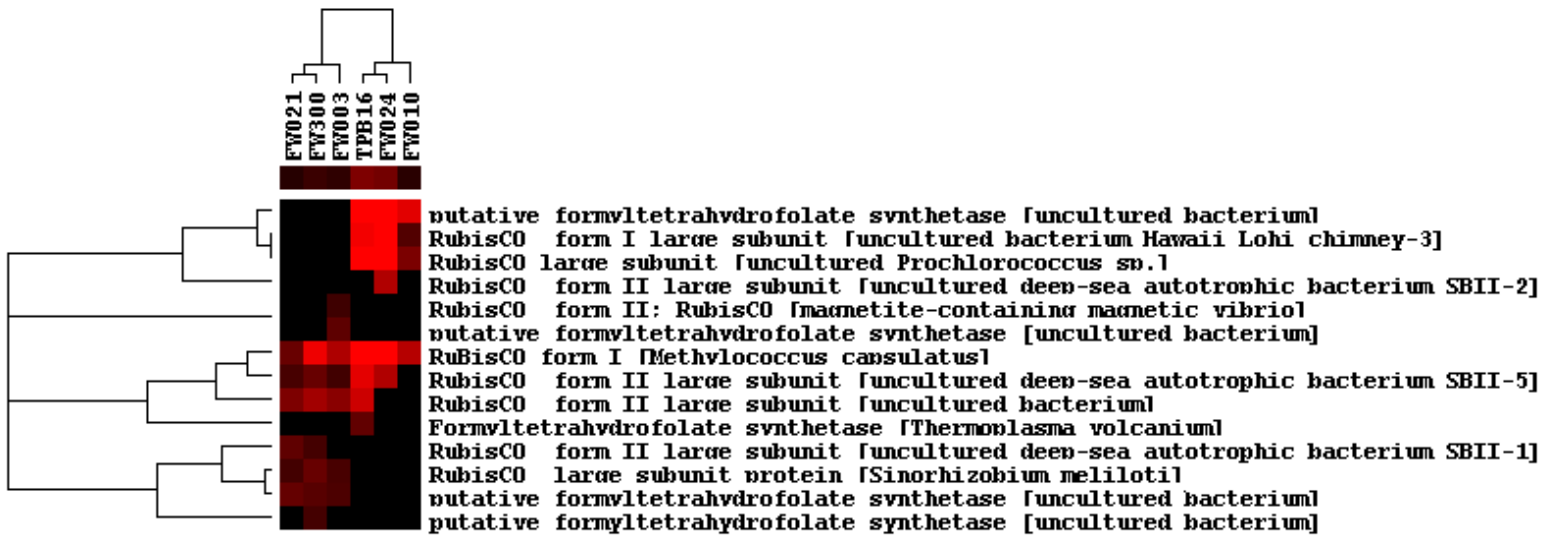 FW021
FW300
FW003
TPB16
FW024
FW010
putative formyltetrahydrofolate synthetase [uncultured bacterium]
RubisCO form I large subunit [uncultured bacterium Hawaii Lohi chimney-3]
RubisCO large subunit [uncultured Prochlorococcus sp.]
RubisCO form II large subunit [uncultured deep-sea autotrophic bacterium SBII-2]
RubisCO form II: RubisCO [magnetite-containing magnetic vibrio]
putative formyltetrahydrofolate synthetase [uncultured bacterium]
RuBisCO form I [Methylococcus capsulatus]
RubisCO form II large subunit [uncultured deep-sea autotrophic bacterium SBII-5]
RubisCO form II large subunit [uncultured bacterium]
Formyltetrahydrofolate synthetase [Thermoplasma volcanium]
RubisCO form II large subunit [uncultured deep-sea autotrophic bacterium SBII-1]
RubisCO large subunit protein [Sinorhizobium meliloti]
putative formyltetrahydrofolate synthetase [uncultured bacterium]
putative formyltetrahydrofolate synthetase [uncultured bacterium]